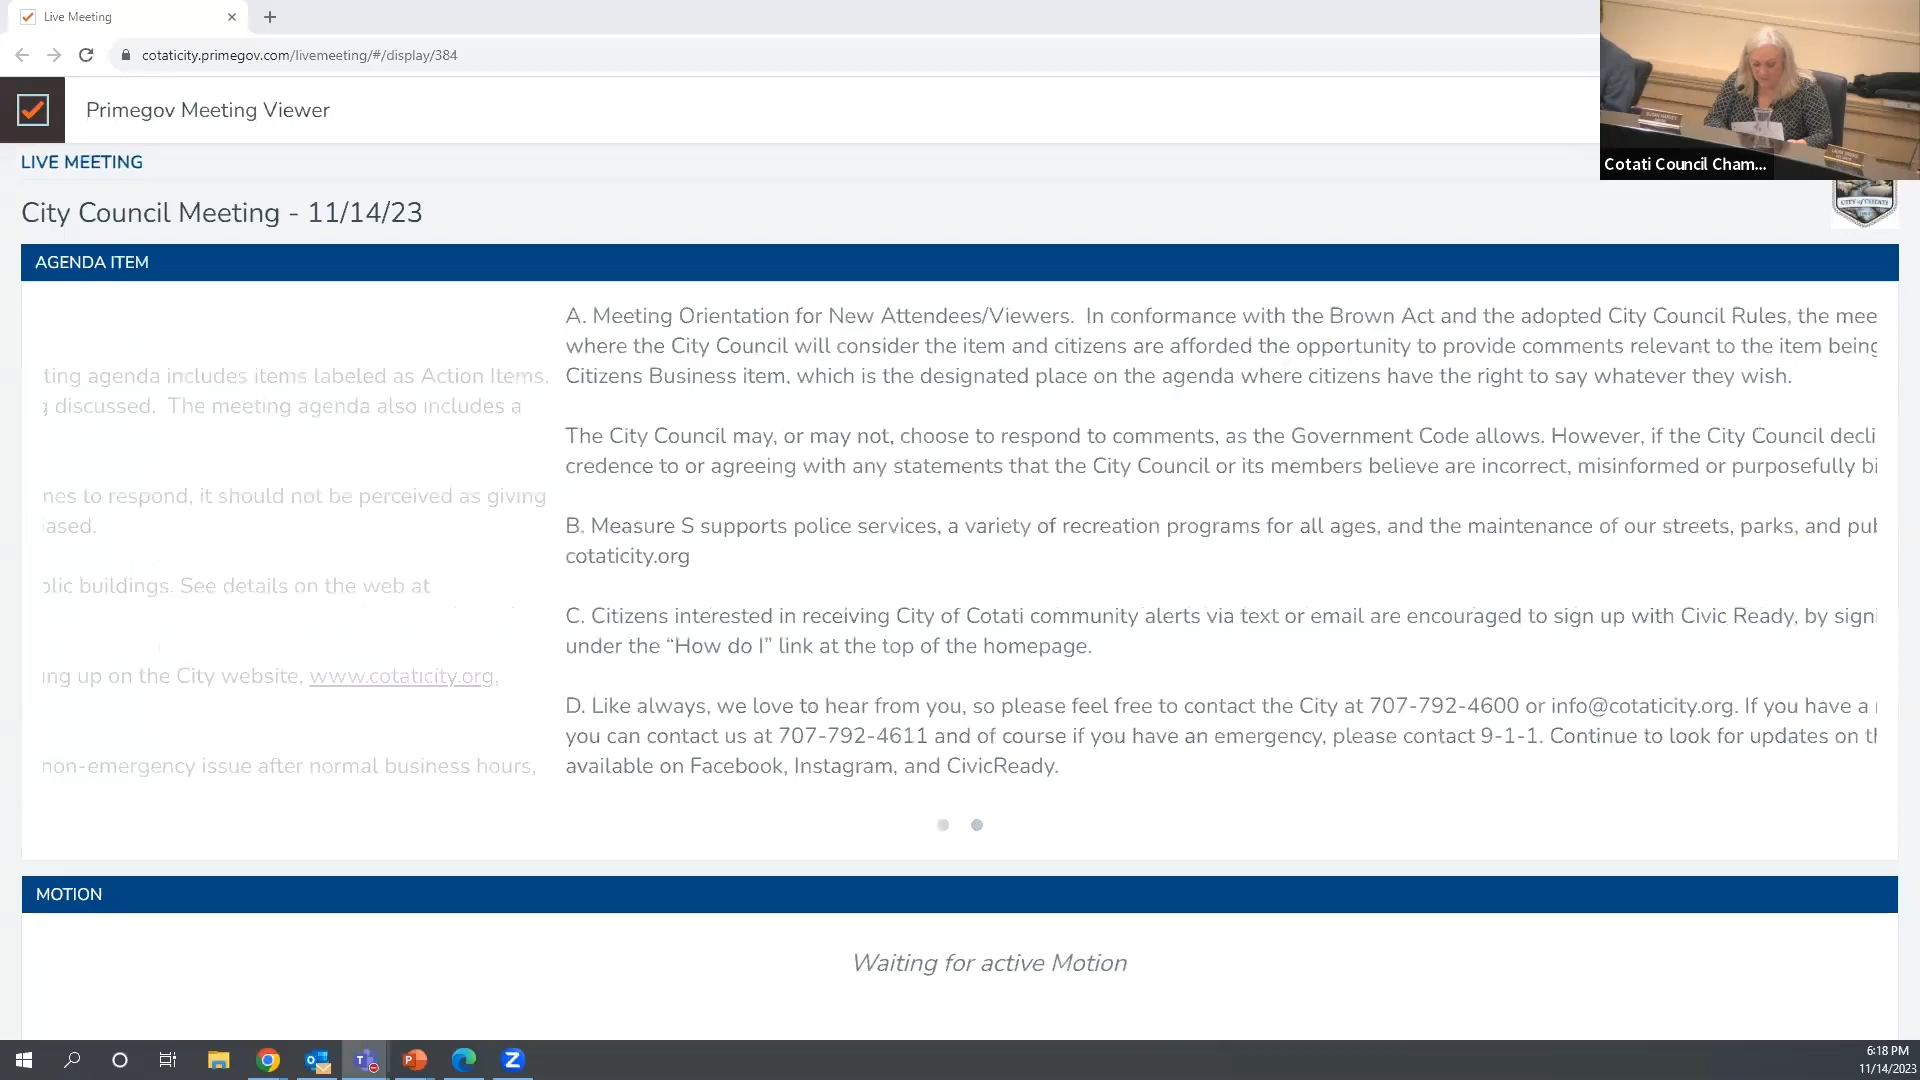 Live Meeting
cotaticity.primegov.com/livemeeting/#/display/384
Primegov Meeting Viewer
Cotati Council Cham...
LIVE MEETING
City Council Meeting - 11/14/23
CITY of COTATI
AGENDA ITEM
ting agenda includes items labeled as Action Items,
g discussed. The meeting agenda also includes a
nes to respond, it should not be perceived as giving
iased.
blic buildings. See details on the web at
ing up on the City website, www.cotaticity.org,
non-emergency issue after normal business hours,
A. Meeting Orientation for New Attendees/Viewers. In conformance with the Brown Act and the adopted City Council Rules, the mee
where the City Council will consider the item and citizens are afforded the opportunity to provide comments relevant to the item being
Citizens Business item, which is the designated place on the agenda where citizens have the right to say whatever they wish.
The City Council may, or may not, choose to respond to comments, as the Government Code allows. However, if the City Council decli
credence to or agreeing with any statements that the City Council or its members believe are incorrect, misinformed or purposefully bi
B. Measure S supports police services, a variety of recreation programs for all ages, and the maintenance of our streets, parks, and pub
cotaticity.org
C. Citizens interested in receiving City of Cotati community alerts via text or email are encouraged to sign up with Civic Ready, by signi
under the “How do I” link at the top of the homepage.
D. Like always, we love to hear from you, so please feel free to contact the City at 707-792-4600 or info@cotaticity.org. If you have a
you can contact us at 707-792-4611 and of course if you have an emergency, please contact 9-1-1. Continue to look for updates on th
available on Facebook, Instagram, and CivicReady.
MOTION
Waiting for active Motion
6:18 PM
11/14/2023